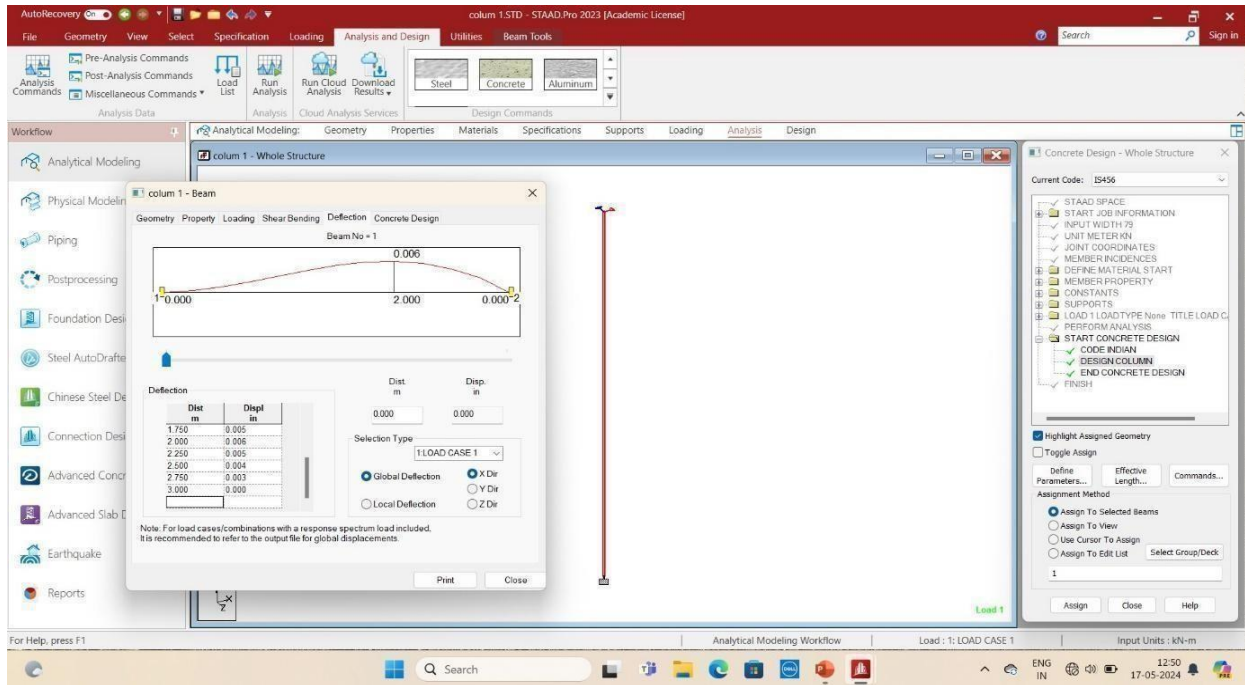 AutoRecovery On
colum 1.STD - STAAD.Pro 2023 [Academic License]
File Geometry View Select Specification Loading Analysis and Design Utilities Beam Tools
Search
Sign in
Analysis Commands
Pre-Analysis Commands
Post-Analysis Commands
Miscellaneous Commands
Load List
Run Analysis
Run Cloud Analysis
Download Results
Steel
Concrete
Aluminum
Analysis Data
Analysis
Cloud Analysis Services
Design Commands
Workflow
Analytical Modeling: Geometry Properties Materials Specifications Supports Loading Analysis Design
Analytical Modeling
Physical Modelin
Piping
Postprocessing
Foundation Desi
Steel AutoDrafte
Chinese Steel De
Connection Desi
Advanced Concr
Advanced Slab D
Earthquake
Reports
colum 1 - Whole Structure
colum 1 - Beam
Geometry Property Loading Shear Bending Deflection Concrete Design
Beam No = 1
0.006
1 0.000 2.000 0.000 2
Deflection
Dist Displ
m in
1.750 0.005
2.000 0.006
2.250 0.005
2.500 0.004
2.750 0.003
3.000 0.000
Dist. Disp.
m in
0.000 0.000
Selection Type
1:LOAD CASE 1
Global Deflection
Local Deflection
X Dir
Y Dir
Z Dir
Note: For load cases/combinations with a response spectrum load included.
It is recommended to refer to the output file for global displacements.
Print Close
X
Z
Load 1
Concrete Design - Whole Structure
Current Code: IS456
STAAD SPACE
START JOB INFORMATION
INPUT WIDTH 79
UNIT METER KN
JOINT COORDINATES
MEMBER INCIDENCES
DEFINE MATERIAL START
MEMBER PROPERTY
CONSTANTS
SUPPORTS
LOAD 1 LOADTYPE None TITLE LOAD C
PERFORM ANALYSIS
START CONCRETE DESIGN
CODE INDIAN
DESIGN COLUMN
END CONCRETE DESIGN
FINISH
Highlight Assigned Geometry
Toggle Assign
Define Parameters...
Effective Length...
Commands...
Assignment Method
Assign To Selected Beams
Assign To View
Use Cursor To Assign
Assign To Edit List
Select Group/Deck
1
Assign Close Help
For Help, press F1
Analytical Modeling Workflow
Load : 1: LOAD CASE 1
Input Units : kN-m
Search
ENG
IN
12:50
17-05-2024